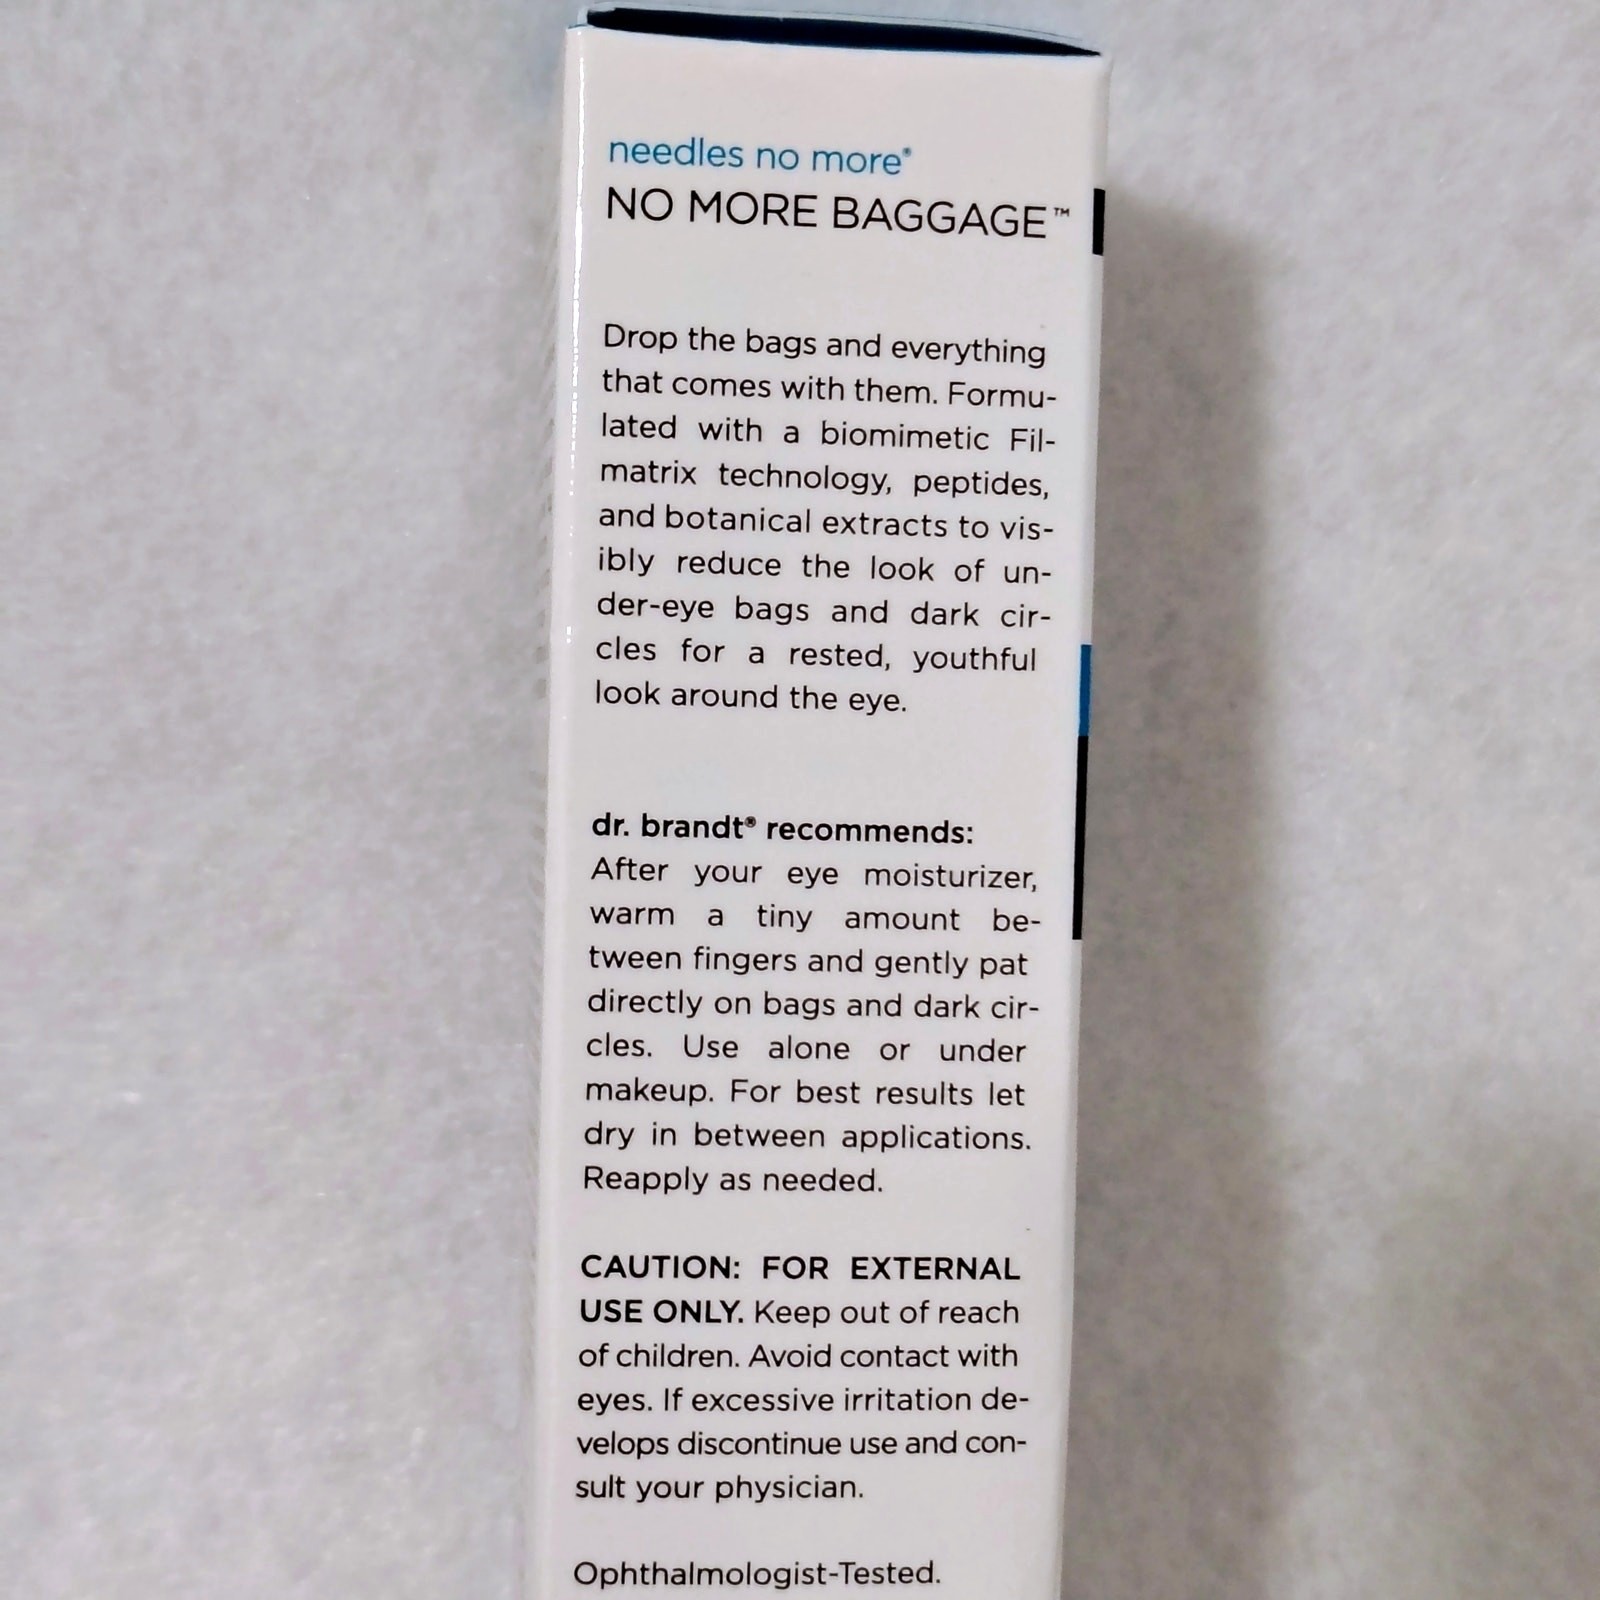 needles no more®
NO MORE BAGGAGE™
Drop the bags and everything
that comes with them. Formu-
lated with a biomimetic Fil-
matrix technology, peptides,
and botanical extracts to vis-
ibly reduce the look of un-
der-eye bags and dark cir-
cles for a rested, youthful
look around the eye.
dr. brandt® recommends:
After your eye moisturizer,
warm a tiny amount be-
tween fingers and gently pat
directly on bags and dark cir-
cles. Use alone or under
makeup. For best results let
dry in between applications.
Reapply as needed.
CAUTION: FOR EXTERNAL
USE ONLY. Keep out of reach
of children. Avoid contact with
eyes. If excessive irritation de-
velops discontinue use and con-
sult your physician.
Ophthalmologist-Tested.